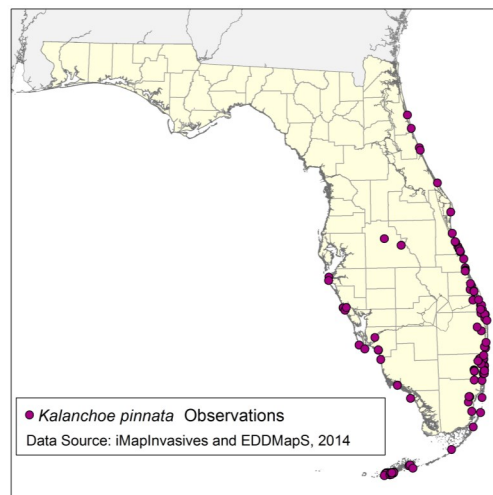 Kalanchoe pinnata Observations
Data Source: iMapInvasives and EDDMapS, 2014